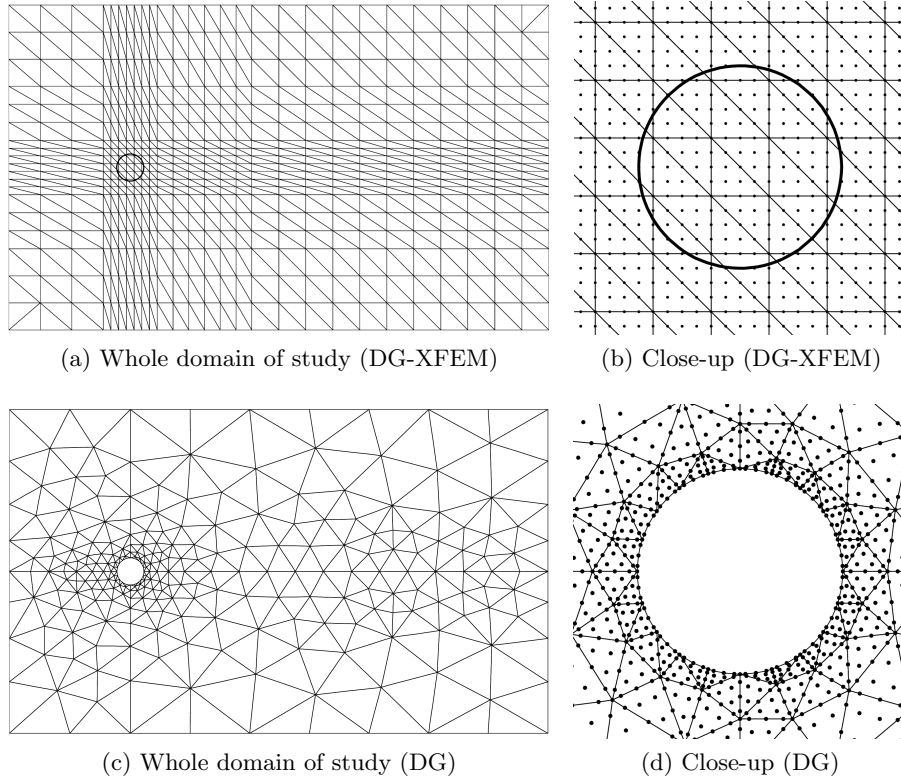 (a) Whole domain of study (DG-XFEM)
(b) Close-up (DG-XFEM)
(c) Whole domain of study (DG)
(d) Close-up (DG)